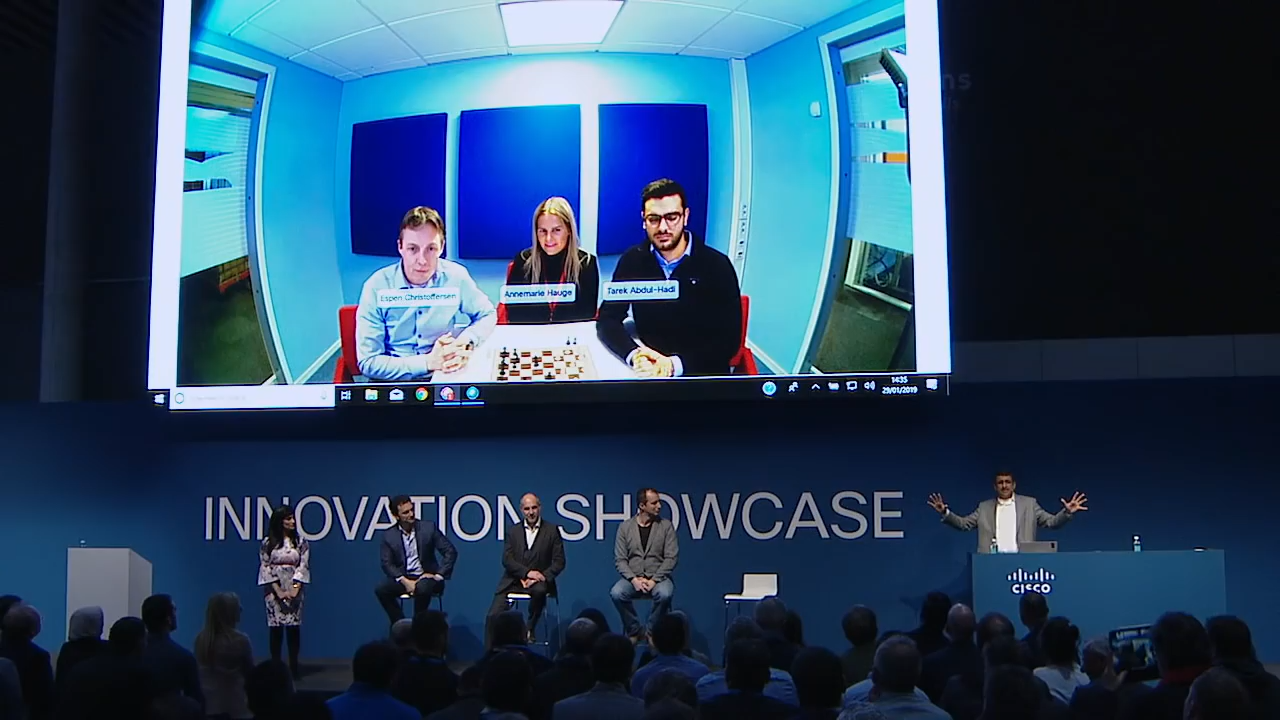 Espen Christoffersen
Annemarie Hauge
Tarek Abdul-Hadi
14:35
29/01/2019
INNOVATION SHOWCASE
CISCO